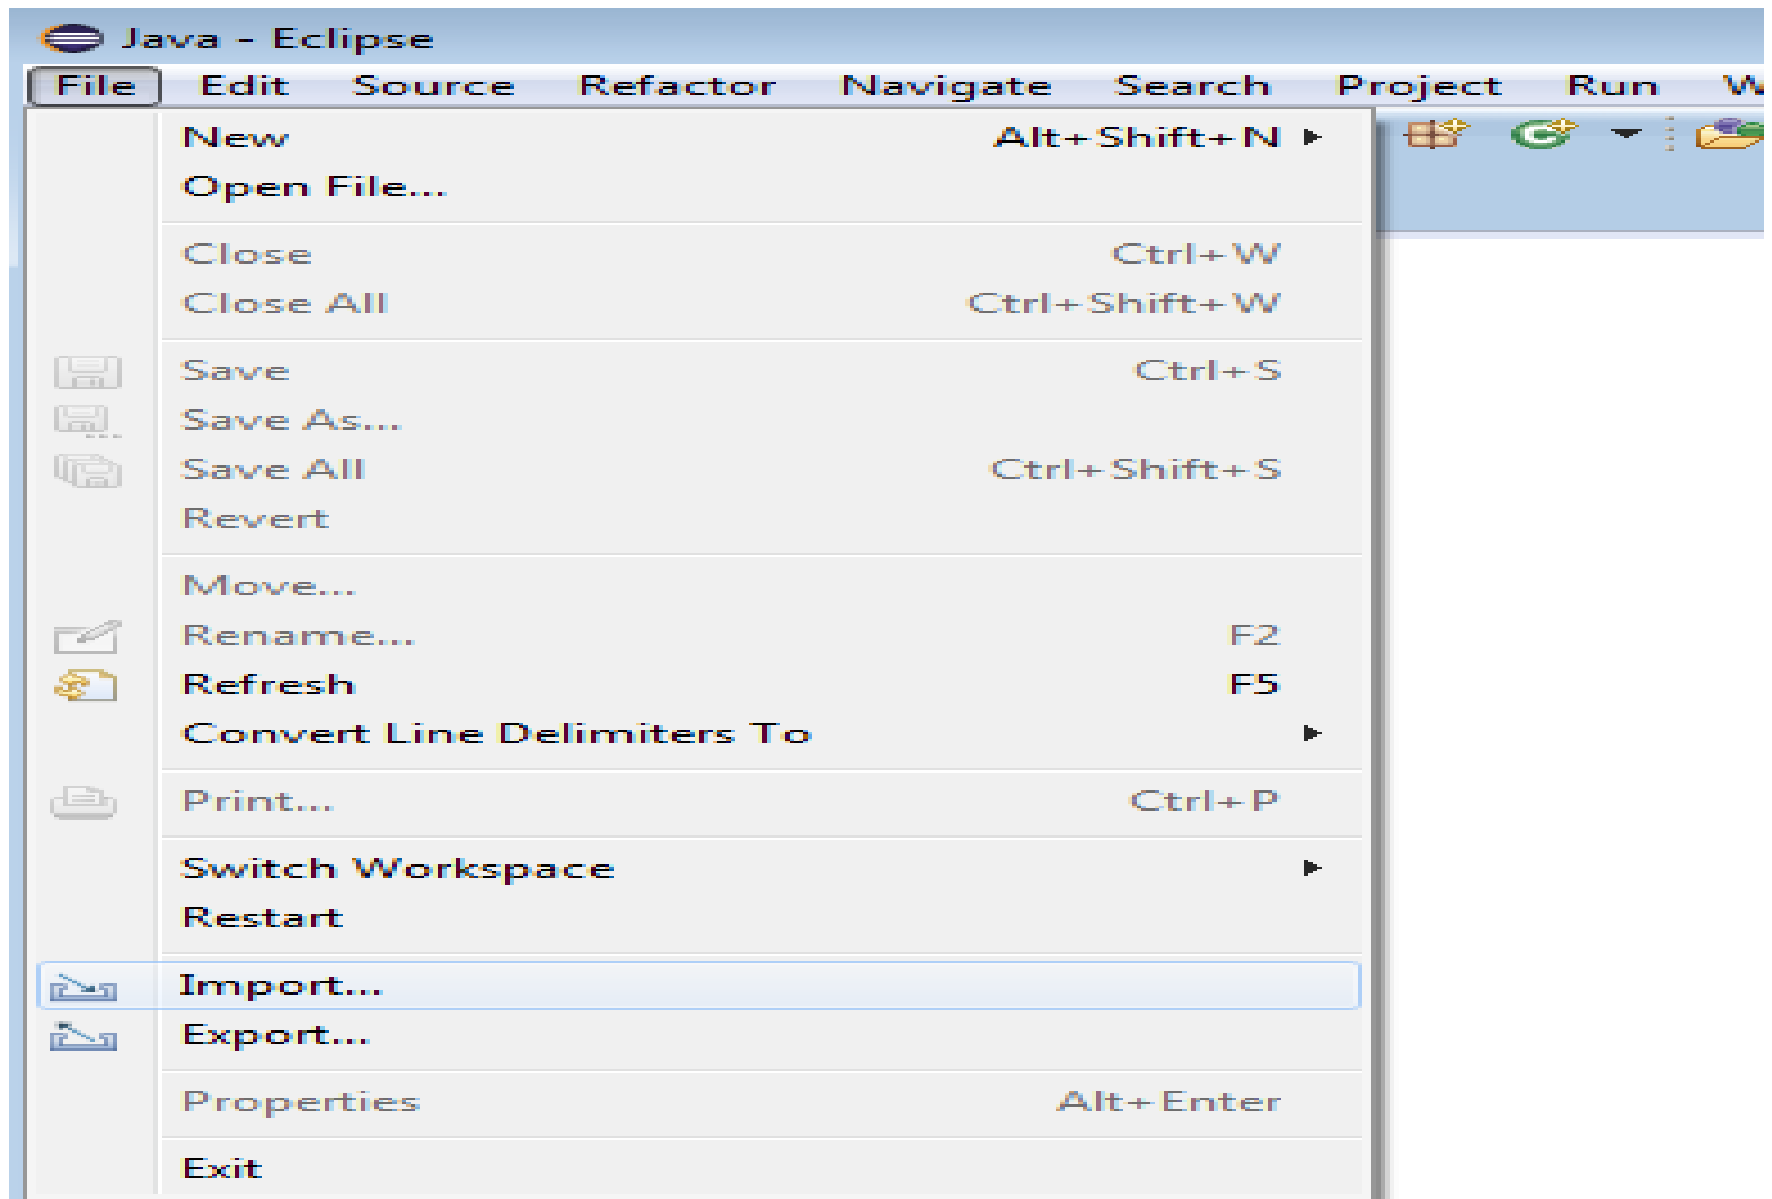 Java - Eclipse
File Edit Source Refactor Navigate Search Project Run W
New Alt+Shift+N
Open File...
Close Ctrl+W
Close All Ctrl+Shift+W
Save Ctrl+S
Save As...
Save All Ctrl+Shift+S
Revert
Move...
Rename... F2
Refresh F5
Convert Line Delimiters To
Print... Ctrl+P
Switch Workspace
Restart
Import...
Export...
Properties Alt+Enter
Exit